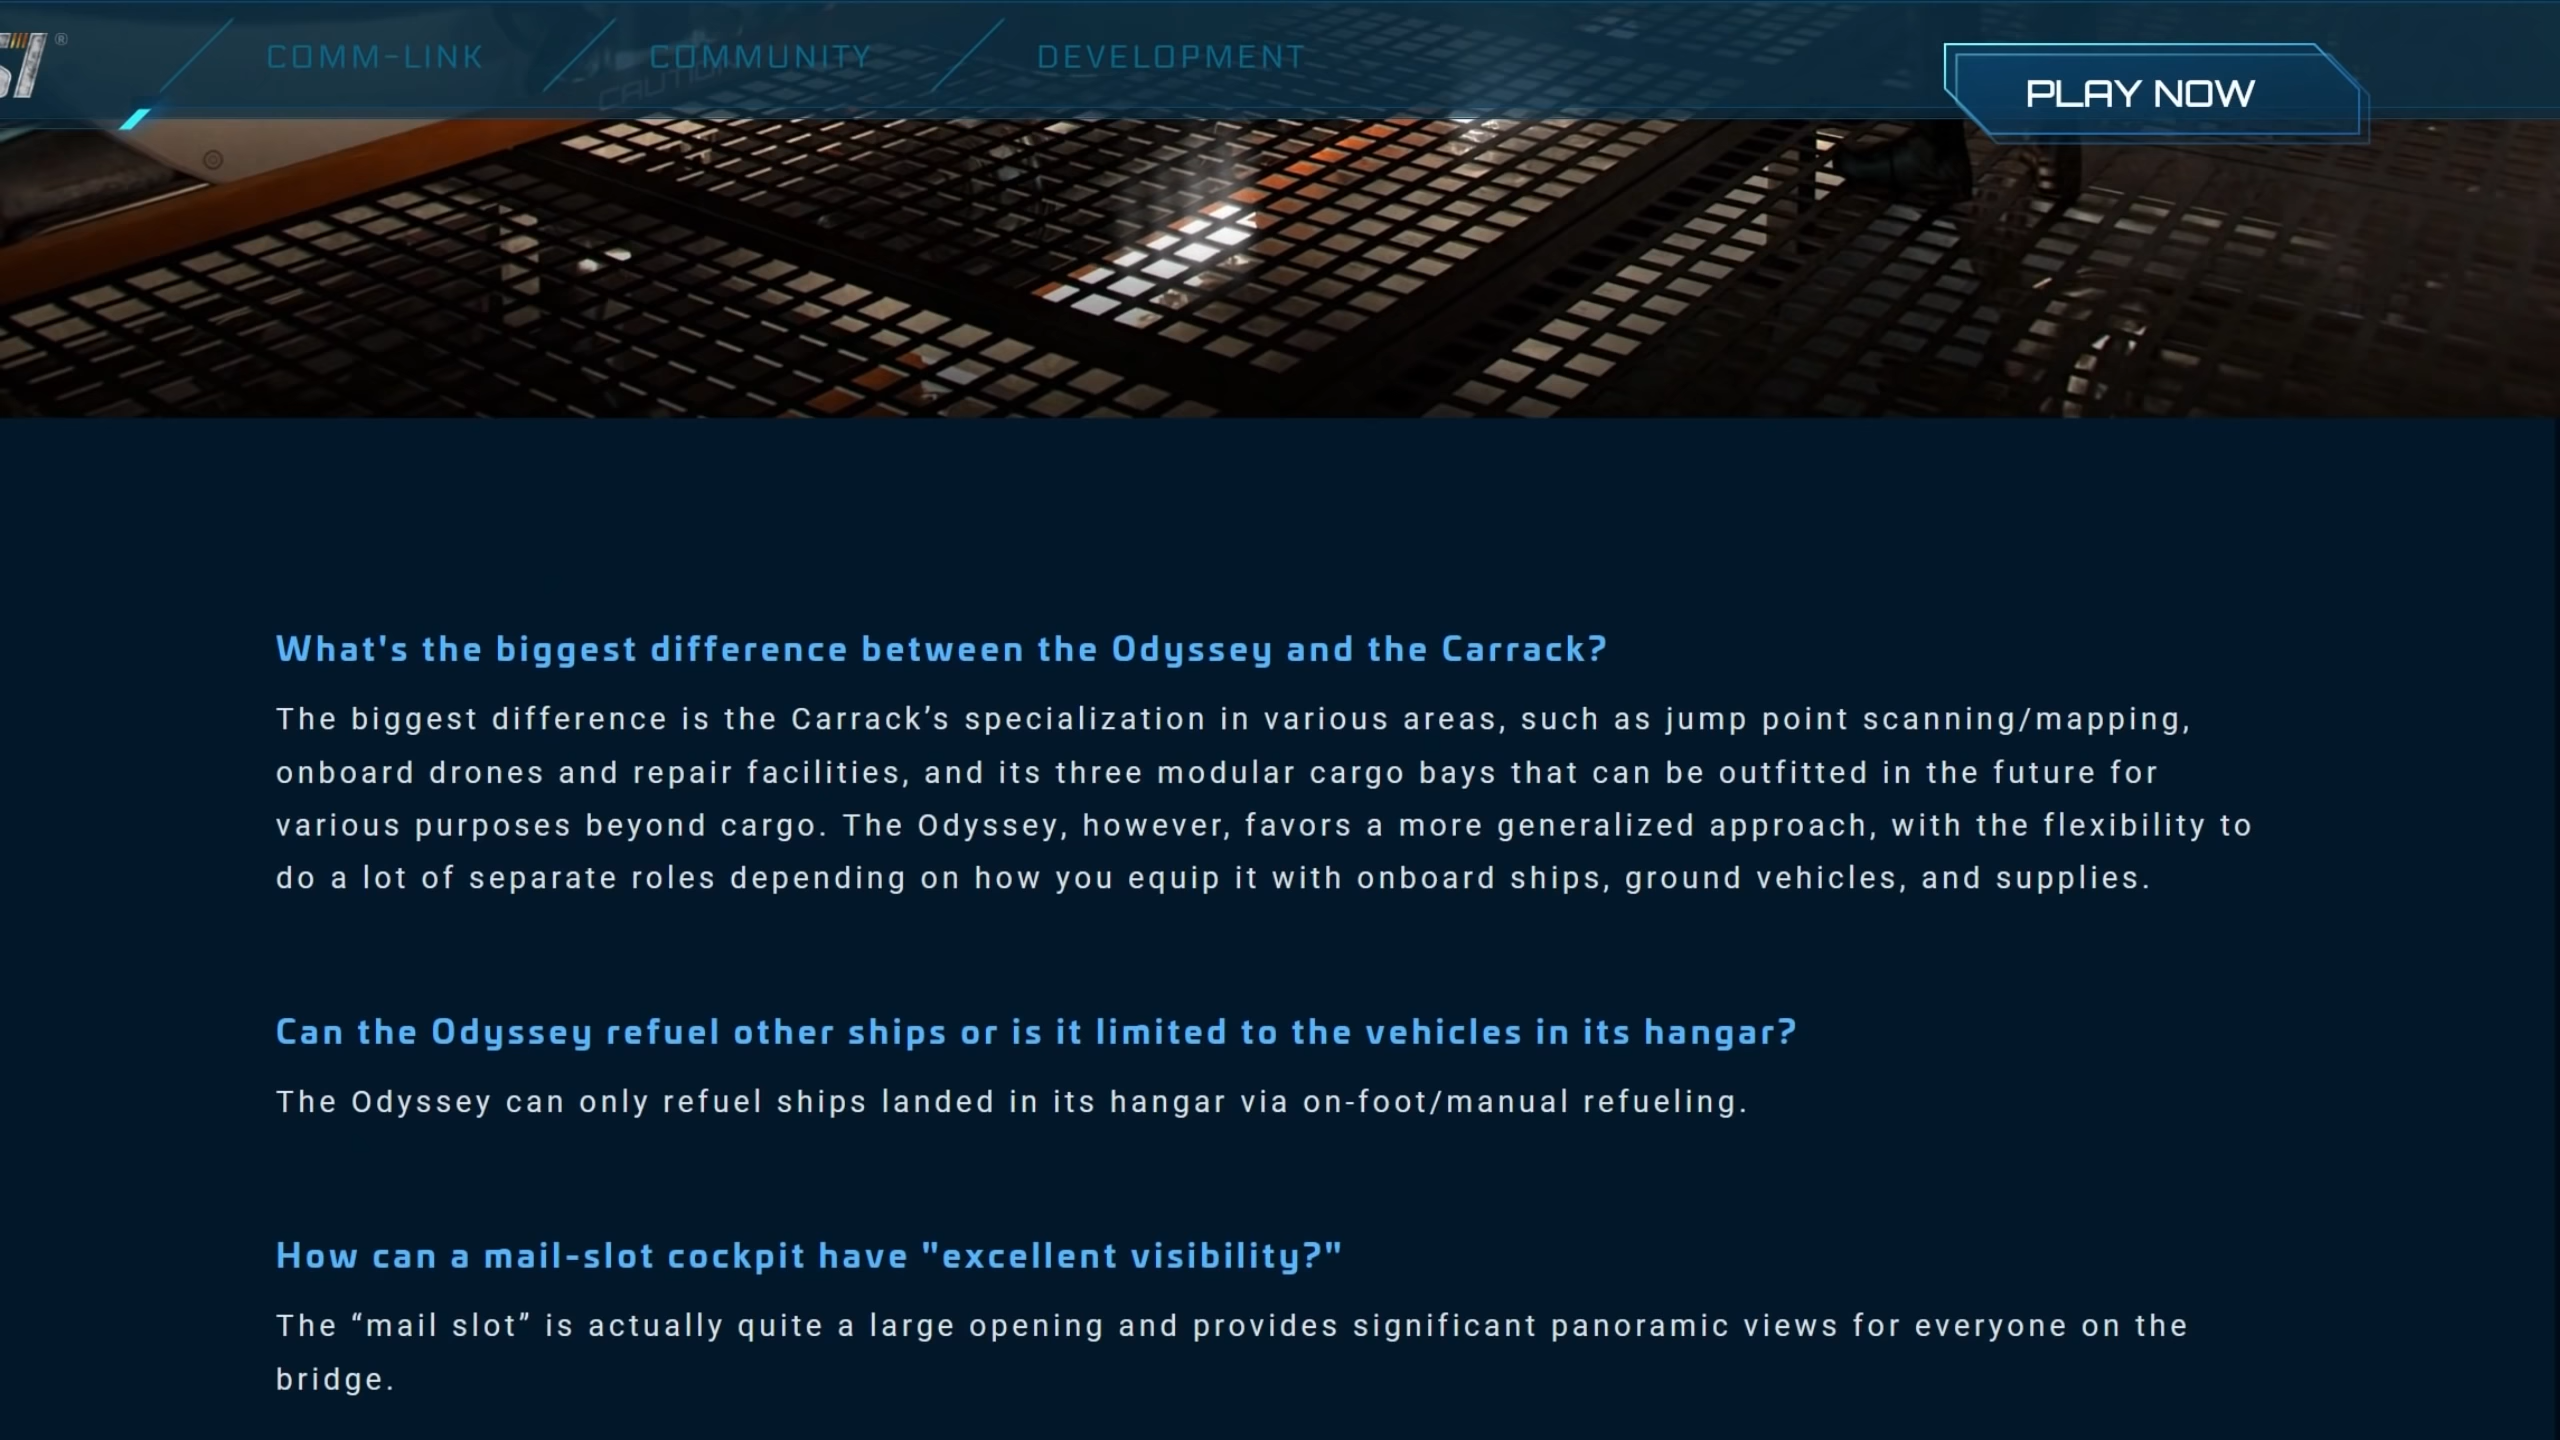 ®
COMM-LINK
COMMUNITY
DEVELOPMENT
PLAY NOW
CAUTION
What's the biggest difference between the Odyssey and the Carrack?
The biggest difference is the Carrack’s specialization in various areas, such as jump point scanning/mapping,
onboard drones and repair facilities, and its three modular cargo bays that can be outfitted in the future for
various purposes beyond cargo. The Odyssey, however, favors a more generalized approach, with the flexibility to
do a lot of separate roles depending on how you equip it with onboard ships, ground vehicles, and supplies.
Can the Odyssey refuel other ships or is it limited to the vehicles in its hangar?
The Odyssey can only refuel ships landed in its hangar via on-foot/manual refueling.
How can a mail-slot cockpit have "excellent visibility?"
The “mail slot” is actually quite a large opening and provides significant panoramic views for everyone on the
bridge.